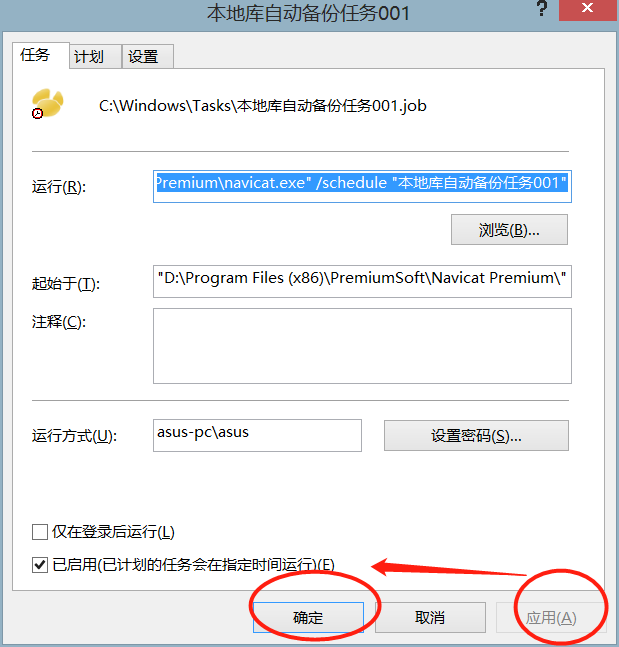 本地库自动备份任务001
?
任务 计划 设置
C:\Windows\Tasks\本地库自动备份任务001.job
运行(R): Premium\navicat.exe" /schedule "本地库自动备份任务001"
浏览(B)...
起始于(T): "D:\Program Files (x86)\PremiumSoft\Navicat Premium\"
注释(C):
运行方式(U): asus-pc\asus 设置密码(S)...
仅在登录后运行(L)
已启用(已计划的任务会在指定时间运行)(E)
确定 取消 应用(A)